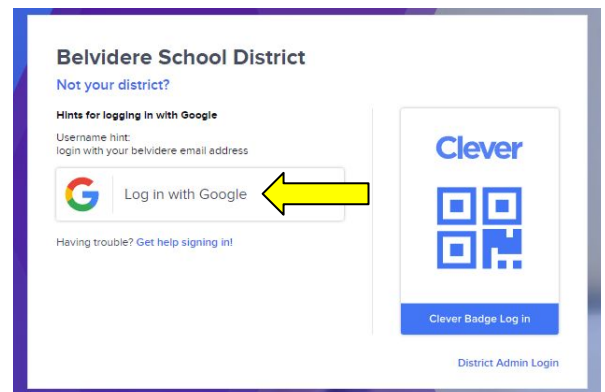 Belvidere School District
Not your district?
Hints for logging in with Google
Username hint:
login with your belvidere email address
Log in with Google
Having trouble? Get help signing in!
Clever
Clever Badge Log in
District Admin Login